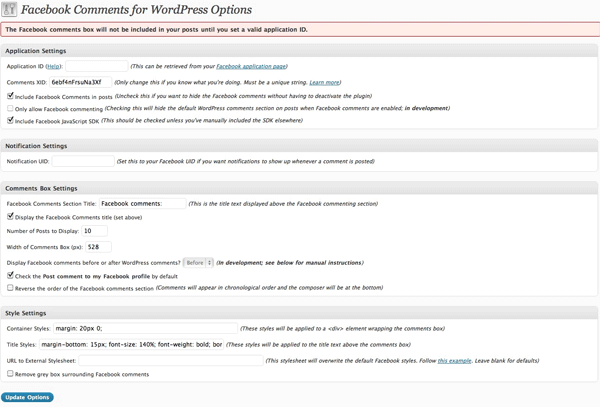 Facebook Comments for WordPress Options
The Facebook comments box will not be included in your posts until you set a valid application ID.
Application Settings
Application ID (Help): (This can be retrieved from your Facebook application page)
Comments XID: 6ebf4nFrsuNa3Xf (Only change this if you know what you're doing. Must be a unique string. Learn more)
Include Facebook Comments in posts (Uncheck this if you want to hide the Facebook comments without having to deactivate the plugin)
Only allow Facebook commenting (Checking this will hide the default WordPress comments section on posts when Facebook comments are enabled; in development)
Include Facebook JavaScript SDK (This should be checked unless you've manually included the SDK elsewhere)
Notification Settings
Notification UID: (Set this to your Facebook UID if you want notifications to show up whenever a comment is posted)
Comments Box Settings
Facebook Comments Section Title: Facebook comments: (This is the title text displayed above the Facebook commenting section)
Display the Facebook Comments title (set above)
Number of Posts to Display: 10
Width of Comments Box (px): 528
Display Facebook comments before or after WordPress comments? Before (in development; see below for manual instructions)
Check the Post comment to my Facebook profile by default
Reverse the order of the Facebook comments section (Comments will appear in chronological order and the composer will be at the bottom)
Style Settings
Container Styles: margin: 20px 0; (These styles will be applied to a <div> element wrapping the comments box)
Title Styles: margin-bottom: 15px; font-size: 140%; font-weight: bold; bor (These styles will be applied to the title text above the comments box)
URL to External Stylesheet: (This stylesheet will overwrite the default Facebook styles. Follow this example. Leave blank for defaults)
Remove grey box surrounding Facebook comments
Update Options